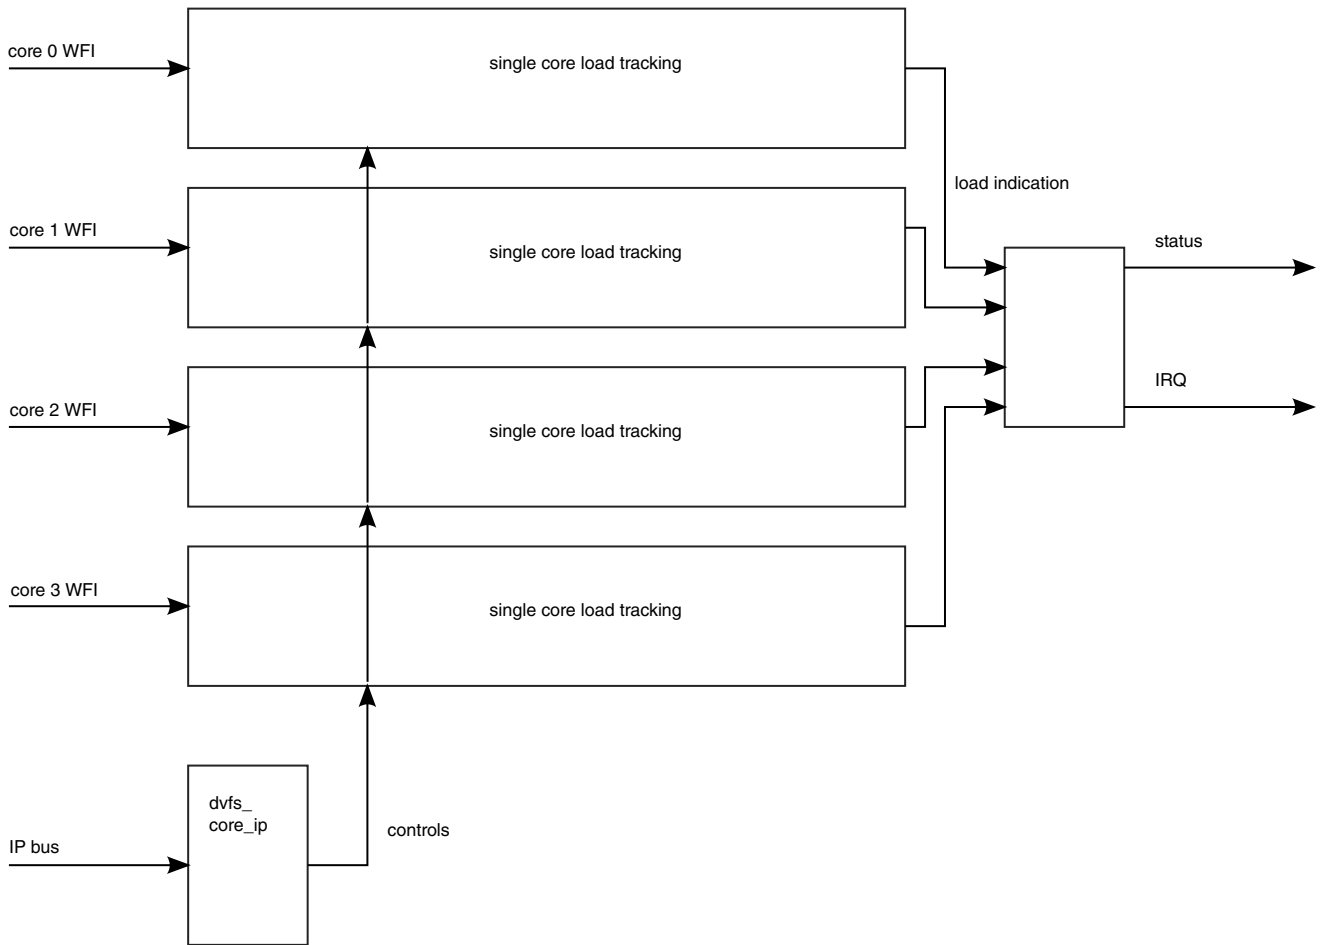 core 0 WFI
single core load tracking
load indication
core 1 WFI
single core load tracking
status
IRQ
core 2 WFI
single core load tracking
core 3 WFI
single core load tracking
dvfs_
core_ip
controls
IP bus